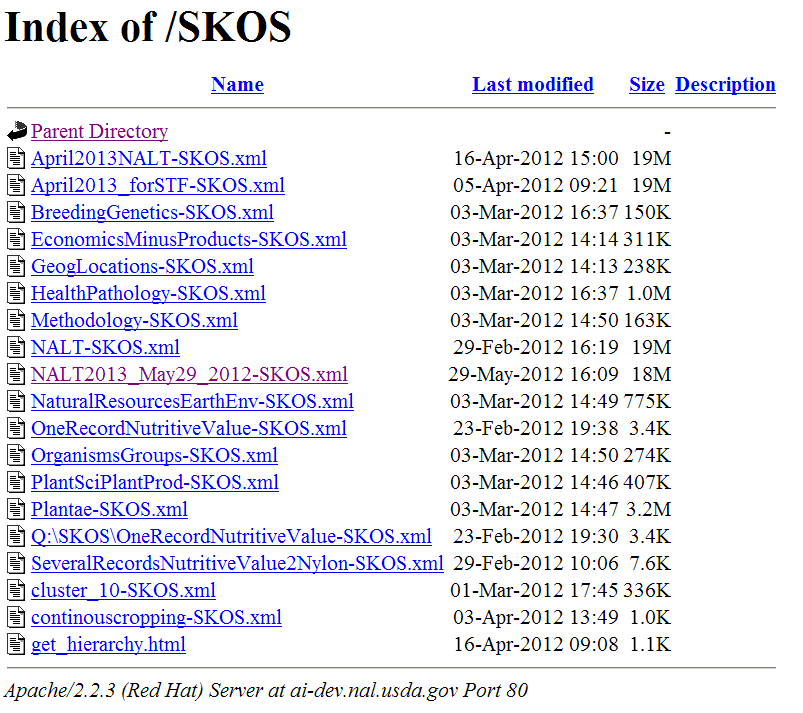 Index of /SKOS
Name Last modified Size Description
Parent Directory -
April2013NALT-SKOS.xml 16-Apr-2012 15:00 19M
April2013_forSTF-SKOS.xml 05-Apr-2012 09:21 19M
BreedingGenetics-SKOS.xml 03-Mar-2012 16:37 150K
EconomicsMinusProducts-SKOS.xml 03-Mar-2012 14:14 311K
GeogLocations-SKOS.xml 03-Mar-2012 14:13 238K
HealthPathology-SKOS.xml 03-Mar-2012 16:37 1.0M
Methodology-SKOS.xml 03-Mar-2012 14:50 163K
NALT-SKOS.xml 29-Feb-2012 16:19 19M
NALT2013_May29_2012-SKOS.xml 29-May-2012 16:09 18M
NaturalResourcesEarthEnv-SKOS.xml 03-Mar-2012 14:49 775K
OneRecordNutritiveValue-SKOS.xml 23-Feb-2012 19:38 3.4K
OrganismsGroups-SKOS.xml 03-Mar-2012 14:50 274K
PlantSciPlantProd-SKOS.xml 03-Mar-2012 14:46 407K
Plantae-SKOS.xml 03-Mar-2012 14:47 3.2M
Q:\SKOS\OneRecordNutritiveValue-SKOS.xml 23-Feb-2012 19:30 3.4K
SeveralRecordsNutritiveValue2Nylon-SKOS.xml 29-Feb-2012 10:06 7.6K
cluster_10-SKOS.xml 01-Mar-2012 17:45 336K
continouscropping-SKOS.xml 03-Apr-2012 13:49 1.0K
get_hierarchy.html 16-Apr-2012 09:08 1.1K
Apache/2.2.3 (Red Hat) Server at ai-dev.nal.usda.gov Port 80